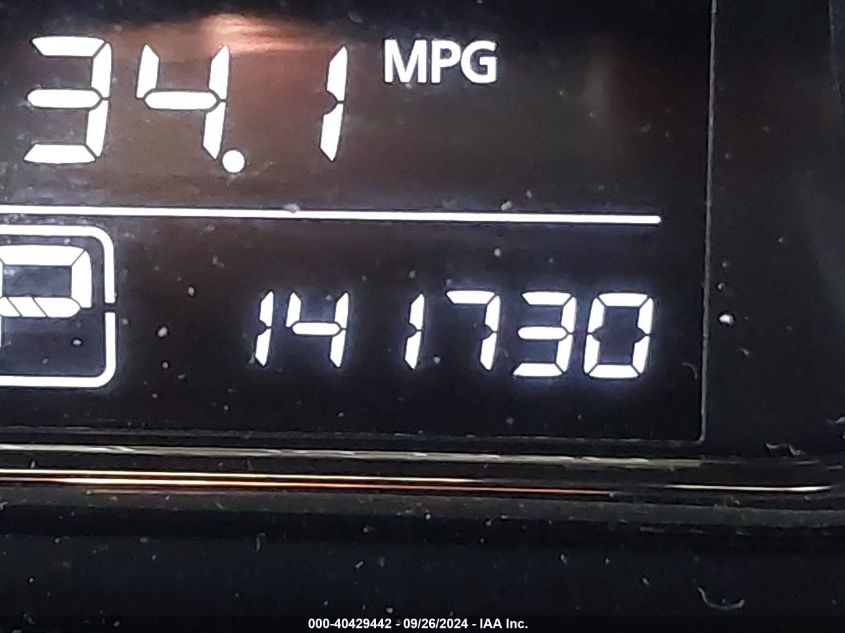 34.1 MPG
P 141730
000-40429442 - 09/26/2024 - IAA Inc.